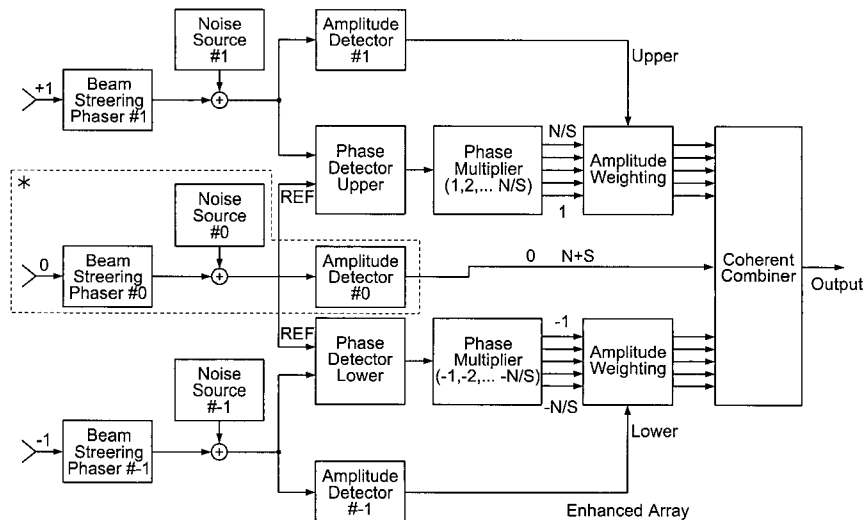 Noise
Source
#1
Amplitude
Detector
#1
Upper
+1
Beam
Streering
Phaser #1
+
Phase
Detector
Upper
REF
Phase
Multiplier
(1,2,... N/S)
N/S
1
Amplitude
Weighting
*
Noise
Source
#0
0
Beam
Streering
Phaser #0
+
Amplitude
Detector
#0
0 N+S
Coherent
Combiner
Output
REF
Phase
Detector
Lower
Phase
Multiplier
(-1,-2,... -N/S)
-1
-N/S
Amplitude
Weighting
Noise
Source
#-1
-1
Beam
Streering
Phaser #-1
+
Lower
Amplitude
Detector
#-1
Enhanced Array